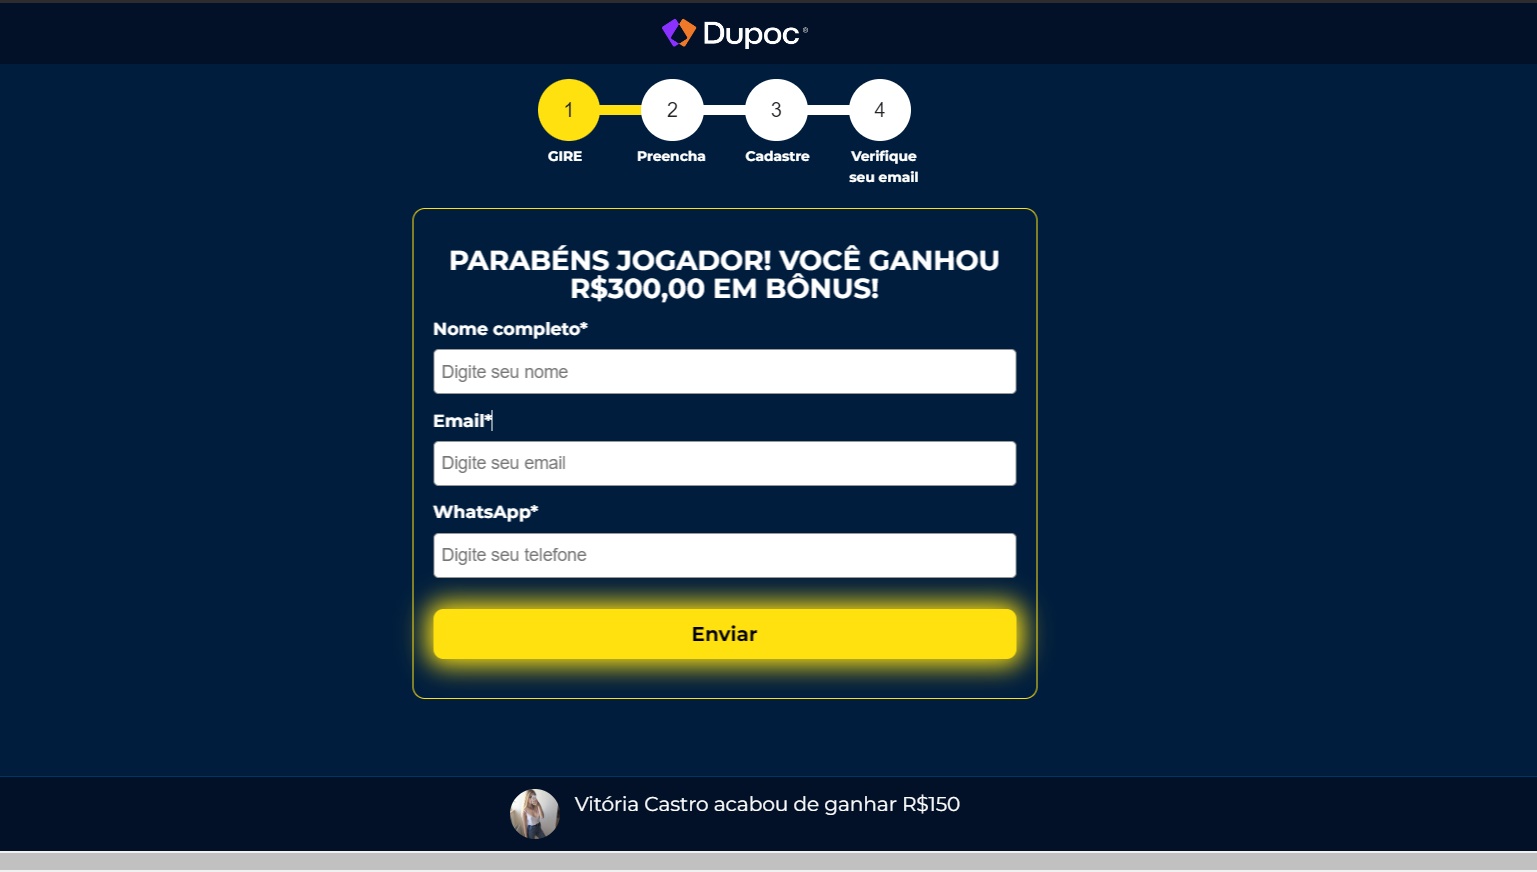 Dupoc®
1 2 3 4
GIRE Preencha Cadastre Verifique
seu email
PARABÉNS JOGADOR! VOCÊ GANHOU
R$300,00 EM BÔNUS!
Nome completo*
Digite seu nome
Email*
Digite seu email
WhatsApp*
Digite seu telefone
Enviar
Vitória Castro acabou de ganhar R$150